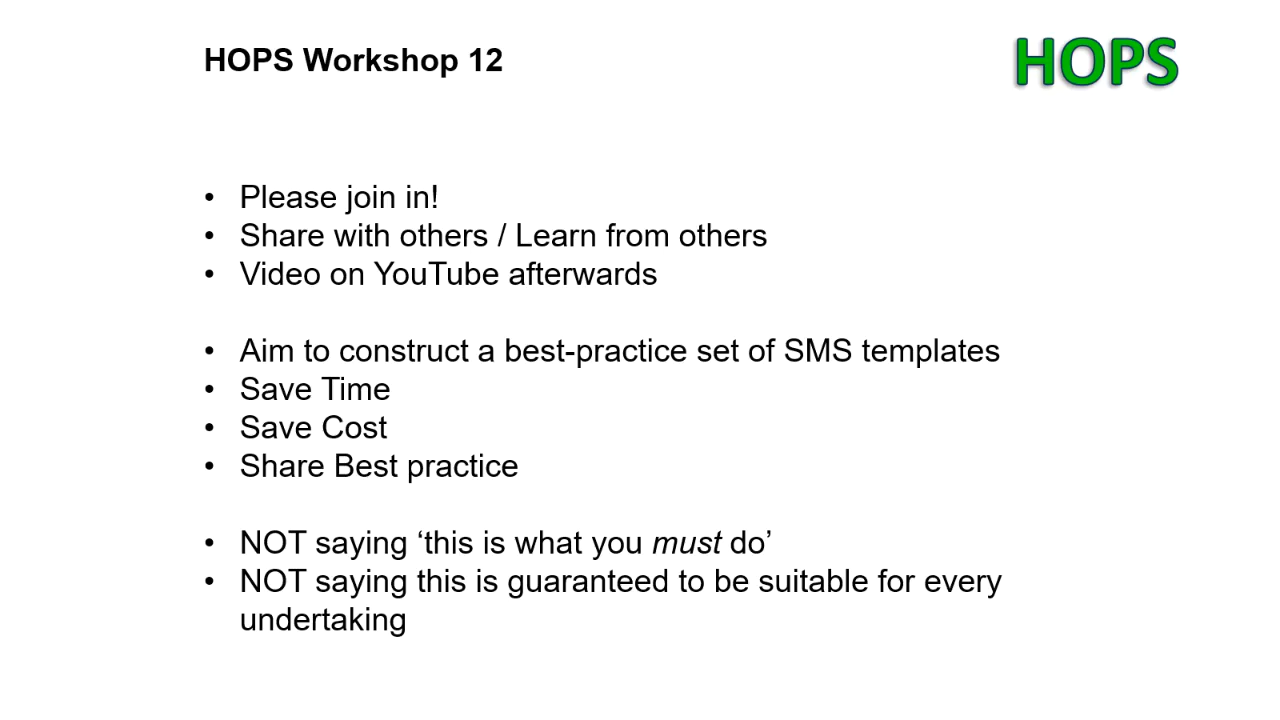 HOPS Workshop 12
HOPS
• Please join in!
• Share with others / Learn from others
• Video on YouTube afterwards
• Aim to construct a best-practice set of SMS templates
• Save Time
• Save Cost
• Share Best practice
• NOT saying ‘this is what you must do’
• NOT saying this is guaranteed to be suitable for every
undertaking